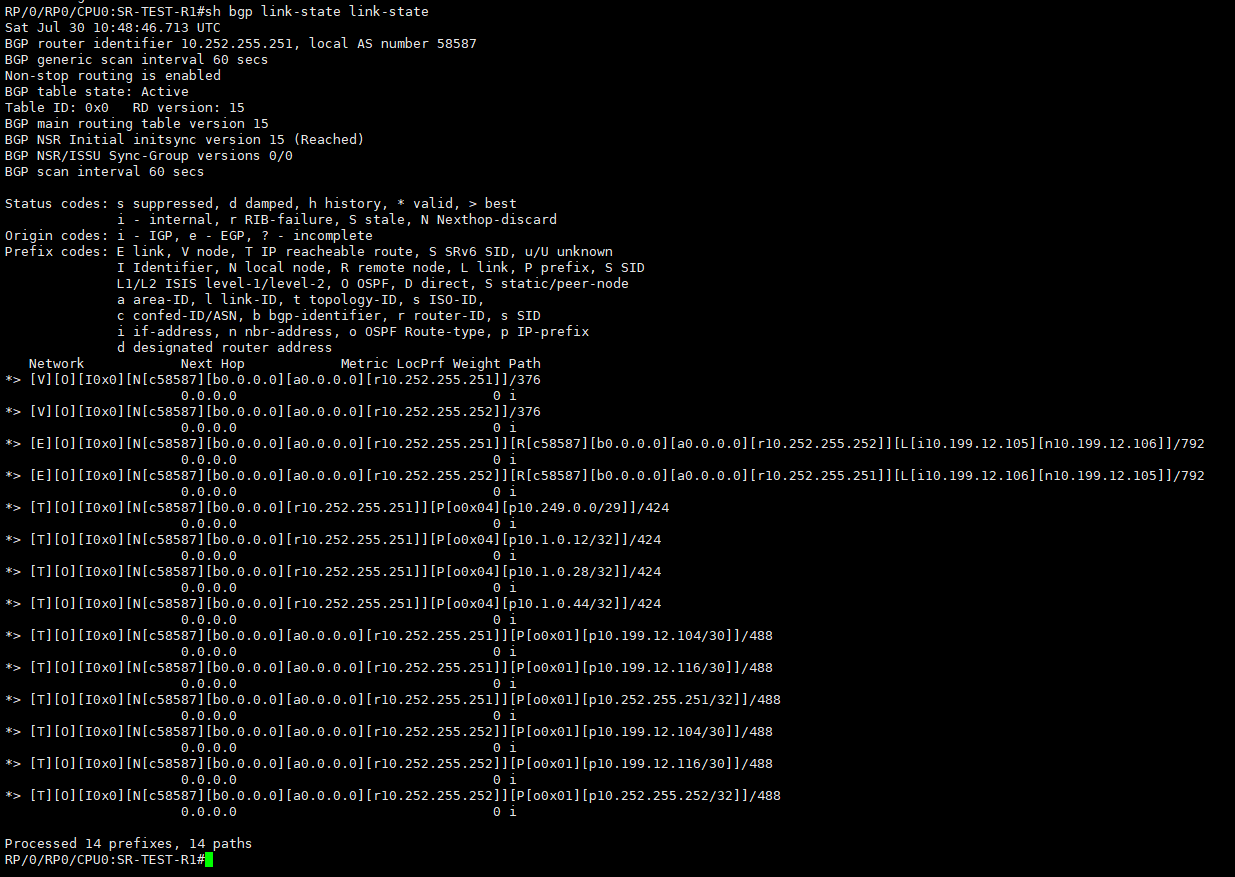 RP/0/RP0/CPU0:SR-TEST-R1#sh bgp link-state link-state
Sat Jul 30 10:48:46.713 UTC
BGP router identifier 10.252.255.251, local AS number 58587
BGP generic scan interval 60 secs
Non-stop routing is enabled
BGP table state: Active
Table ID: 0x0   RD version: 15
BGP main routing table version 15
BGP NSR Initial initsync version 15 (Reached)
BGP NSR/ISSU Sync-Group versions 0/0
BGP scan interval 60 secs

Status codes: s suppressed, d damped, h history, * valid, > best
              i - internal, r RIB-failure, S stale, N Nexthop-discard
Origin codes: i - IGP, e - EGP, ? - incomplete
Prefix codes: E link, V node, T IP reacheable route, S SRv6 SID, u/U unknown
              I Identifier, N local node, R remote node, L link, P prefix, S SID
              L1/L2 ISIS level-1/level-2, O OSPF, D direct, S static/peer-node
              a area-ID, l link-ID, t topology-ID, s ISO-ID,
              c confed-ID/ASN, b bgp-identifier, r router-ID, s SID
              i if-address, n nbr-address, o OSPF Route-type, p IP-prefix
              d designated router address
   Network            Next Hop            Metric LocPrf Weight Path
*> [V][O][I0x0][N[c58587][b0.0.0.0][a0.0.0.0][r10.252.255.251]]/376
                      0.0.0.0                                0 i
*> [V][O][I0x0][N[c58587][b0.0.0.0][a0.0.0.0][r10.252.255.252]]/376
                      0.0.0.0                                0 i
*> [E][O][I0x0][N[c58587][b0.0.0.0][a0.0.0.0][r10.252.255.251]][R[c58587][b0.0.0.0][a0.0.0.0][r10.252.255.252]][L[i10.199.12.105][n10.199.12.106]]/792
                      0.0.0.0                                0 i
*> [E][O][I0x0][N[c58587][b0.0.0.0][a0.0.0.0][r10.252.255.252]][R[c58587][b0.0.0.0][a0.0.0.0][r10.252.255.251]][L[i10.199.12.106][n10.199.12.105]]/792
                      0.0.0.0                                0 i
*> [T][O][I0x0][N[c58587][b0.0.0.0][r10.252.255.251]][P[o0x04][p10.249.0.0/29]]/424
                      0.0.0.0                                0 i
*> [T][O][I0x0][N[c58587][b0.0.0.0][r10.252.255.251]][P[o0x04][p10.1.0.12/32]]/424
                      0.0.0.0                                0 i
*> [T][O][I0x0][N[c58587][b0.0.0.0][r10.252.255.251]][P[o0x04][p10.1.0.28/32]]/424
                      0.0.0.0                                0 i
*> [T][O][I0x0][N[c58587][b0.0.0.0][r10.252.255.251]][P[o0x04][p10.1.0.44/32]]/424
                      0.0.0.0                                0 i
*> [T][O][I0x0][N[c58587][b0.0.0.0][a0.0.0.0][r10.252.255.251]][P[o0x01][p10.199.12.104/30]]/488
                      0.0.0.0                                0 i
*> [T][O][I0x0][N[c58587][b0.0.0.0][a0.0.0.0][r10.252.255.251]][P[o0x01][p10.199.12.116/30]]/488
                      0.0.0.0                                0 i
*> [T][O][I0x0][N[c58587][b0.0.0.0][a0.0.0.0][r10.252.255.251]][P[o0x01][p10.252.255.251/32]]/488
                      0.0.0.0                                0 i
*> [T][O][I0x0][N[c58587][b0.0.0.0][a0.0.0.0][r10.252.255.252]][P[o0x01][p10.199.12.104/30]]/488
                      0.0.0.0                                0 i
*> [T][O][I0x0][N[c58587][b0.0.0.0][a0.0.0.0][r10.252.255.252]][P[o0x01][p10.199.12.116/30]]/488
                      0.0.0.0                                0 i
*> [T][O][I0x0][N[c58587][b0.0.0.0][a0.0.0.0][r10.252.255.252]][P[o0x01][p10.252.255.252/32]]/488
                      0.0.0.0                                0 i

Processed 14 prefixes, 14 paths
RP/0/RP0/CPU0:SR-TEST-R1#